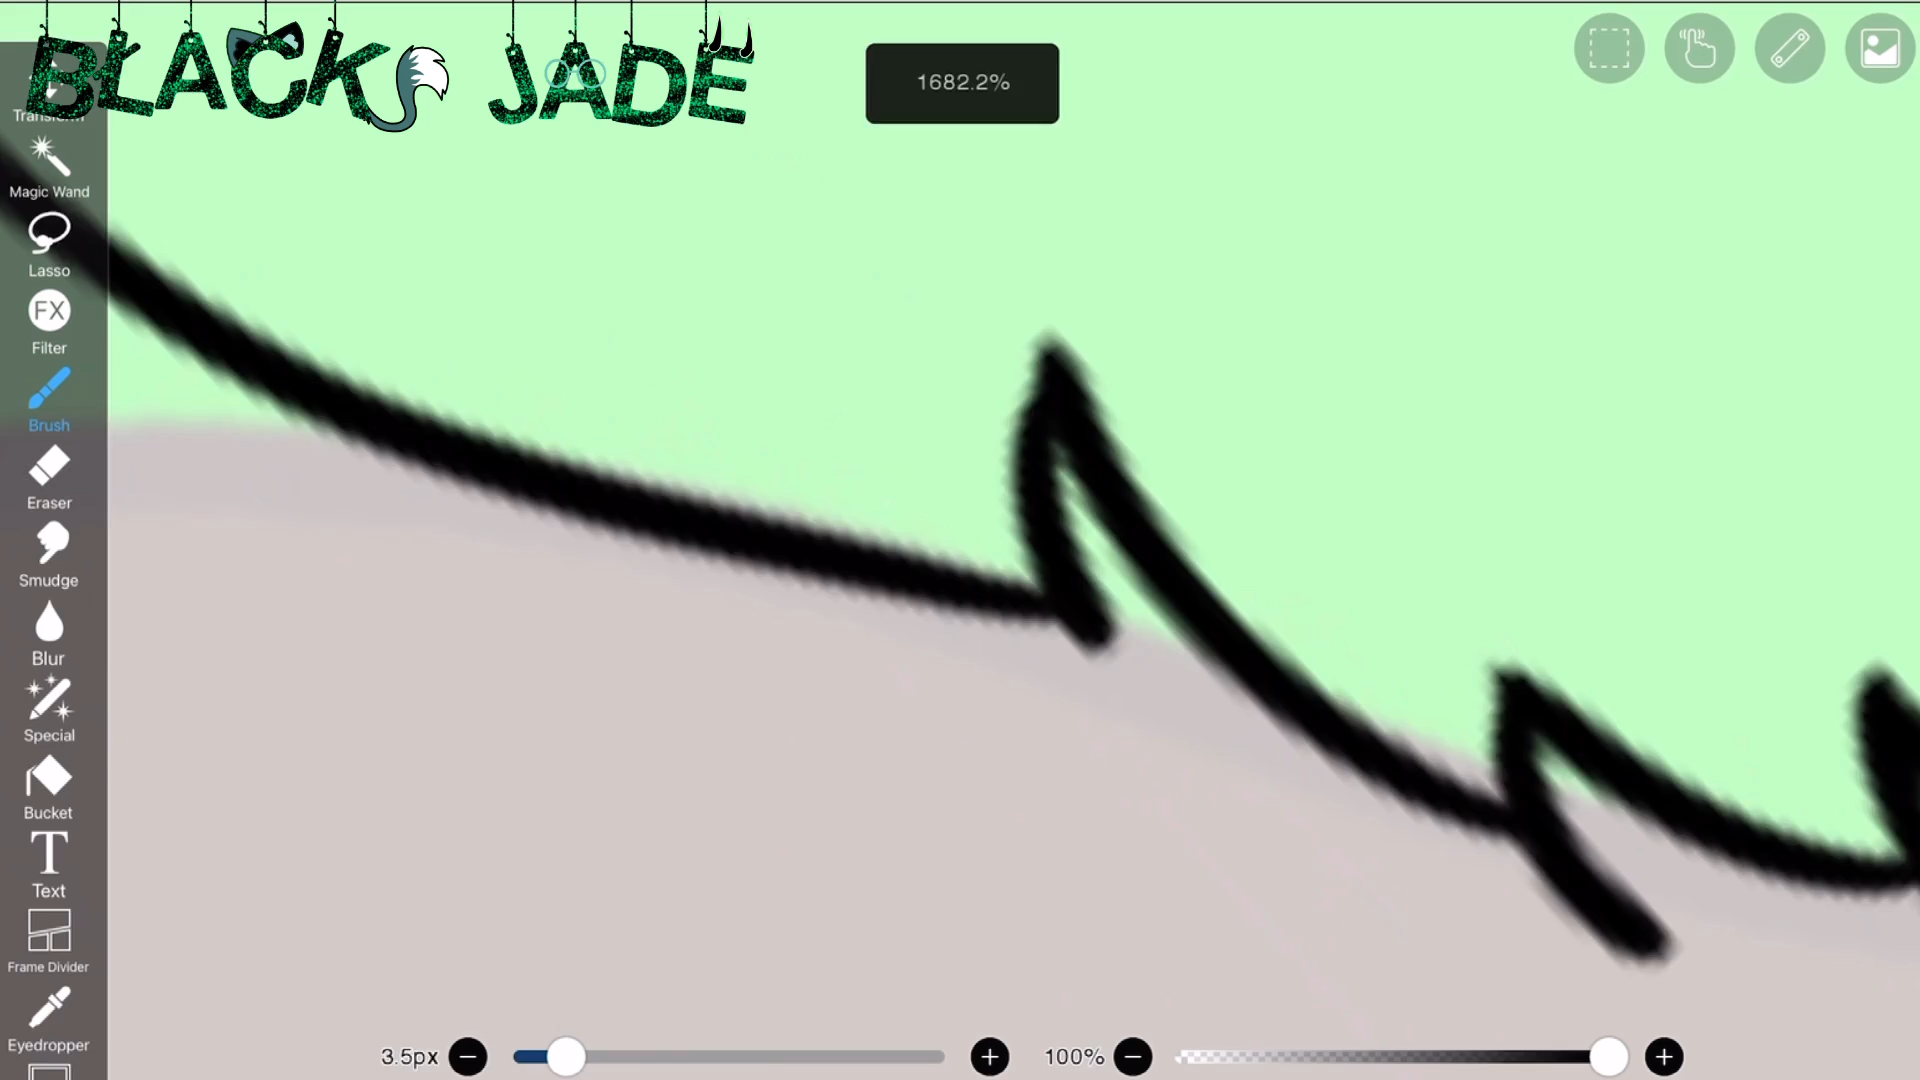 BLACK JADE
1682.2%
Transform
Magic Wand
Lasso
FX
Filter
Brush
Eraser
Smudge
Blur
Special
Bucket
T
Text
Frame Divider
Eyedropper
3.5px
100%